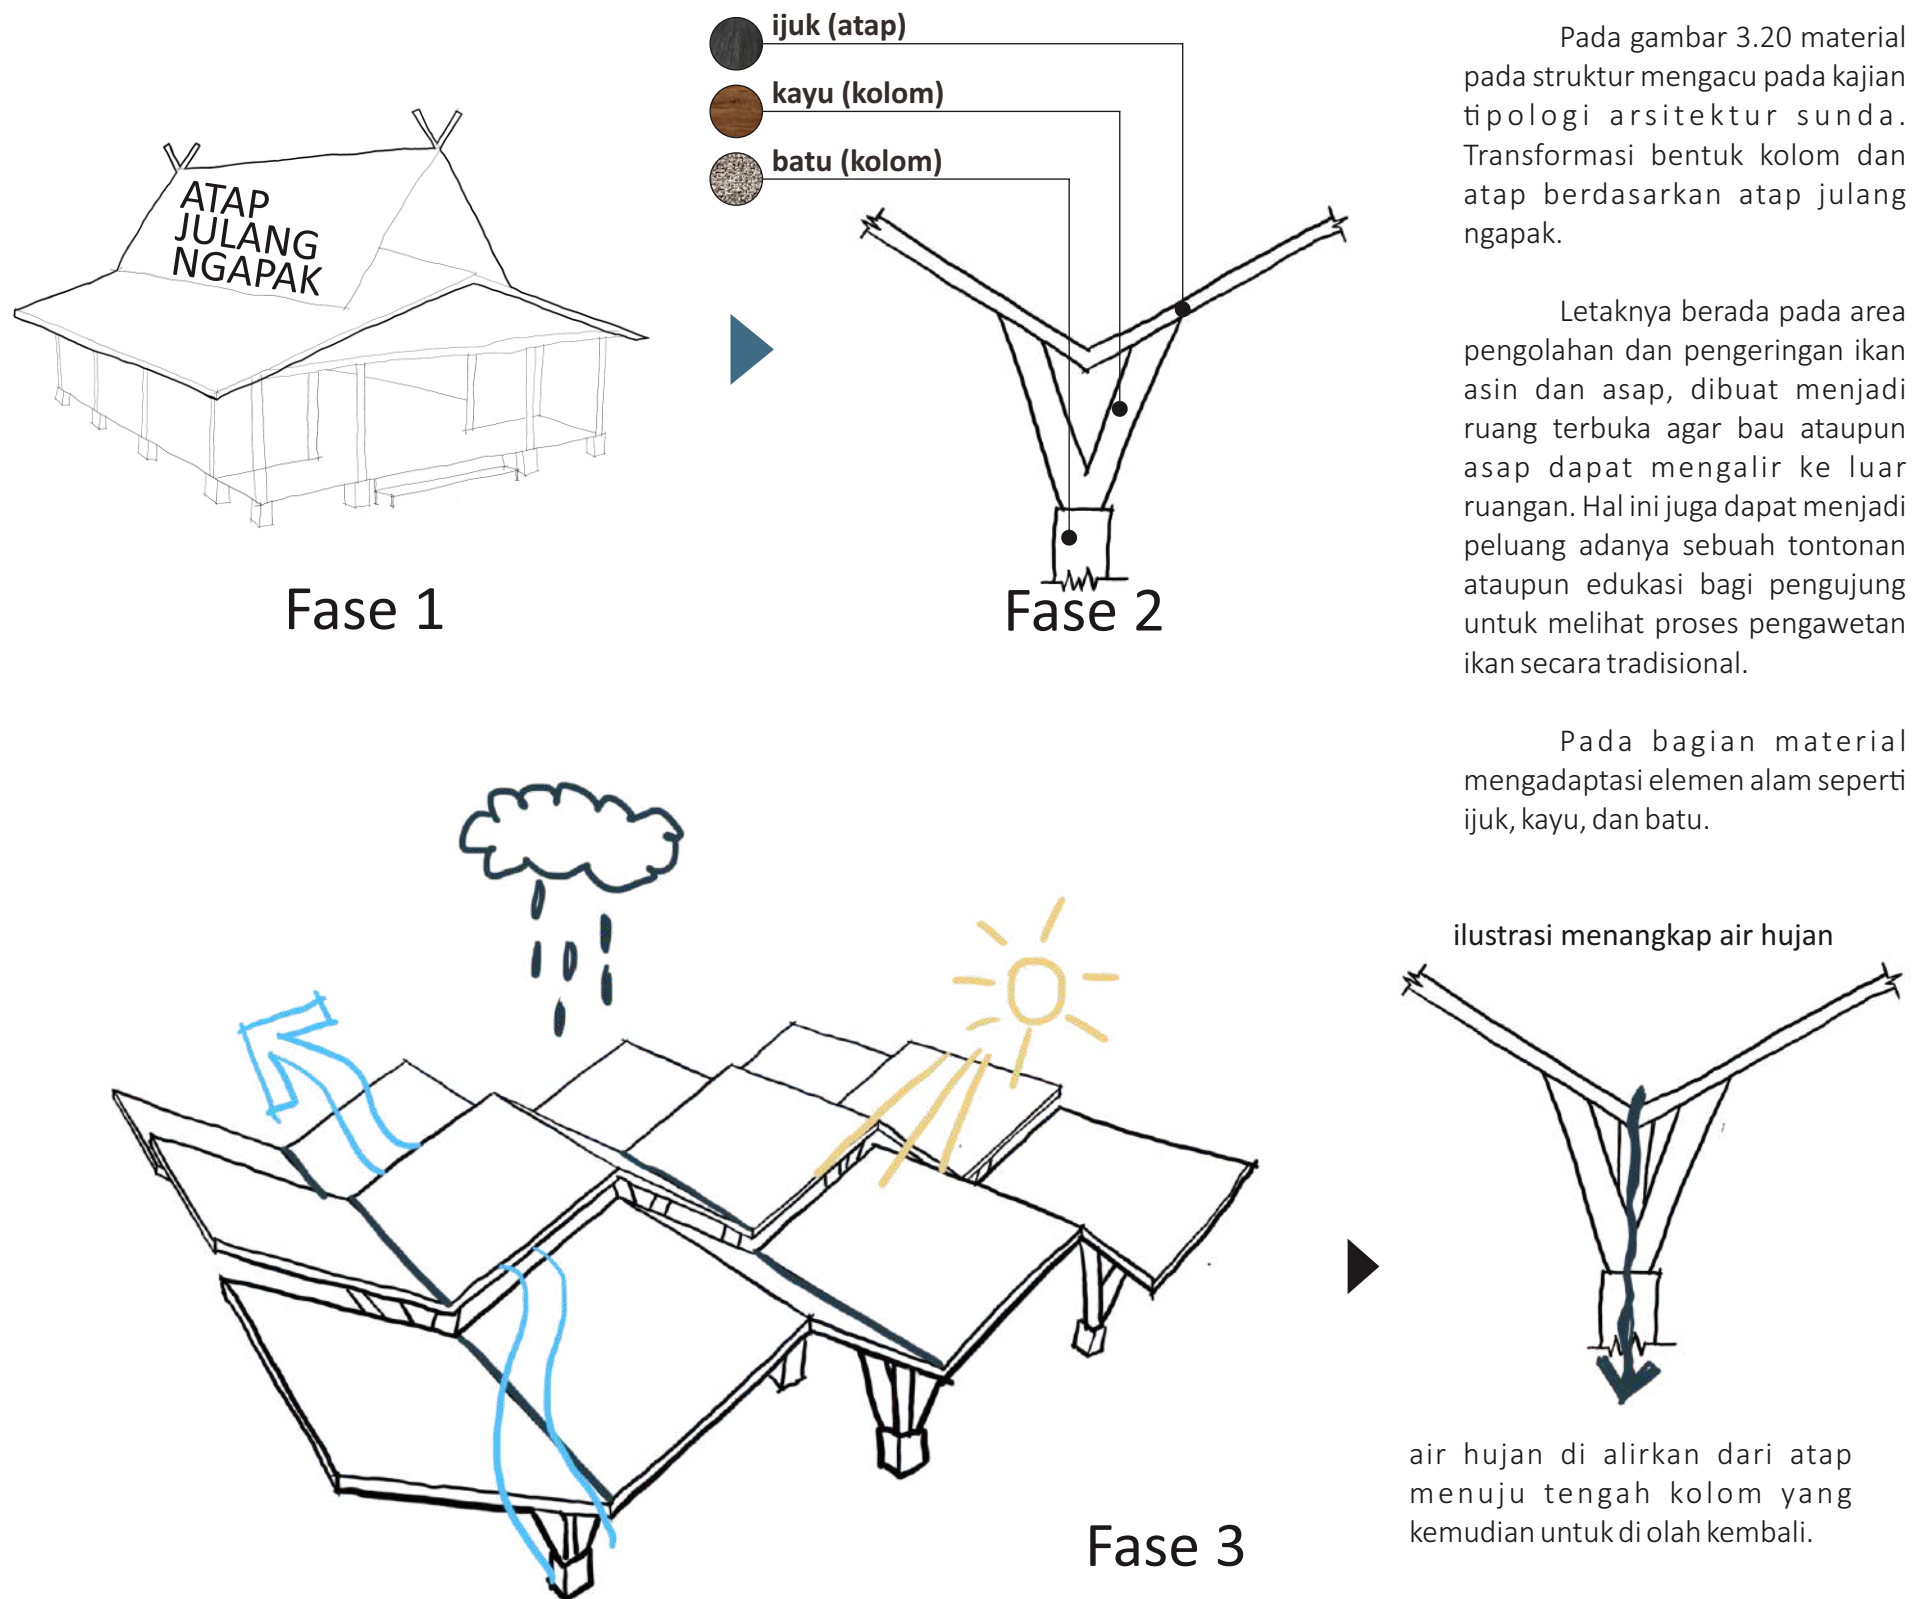 ijuk (atap)
kayu (kolom)
batu (kolom)
ATAP
JULANG
NGAPAK
Fase 1
Fase 2
Pada gambar 3.20 material
pada struktur mengacu pada kajian
tipologi arsitektur sunda.
Transformasi bentuk kolom dan
atap berdasarkan atap julang
ngapak.
Letaknya berada pada area
pengolahan dan pengeringan ikan
asin dan asap, dibuat menjadi
ruang terbuka agar bau ataupun
asap dapat mengalir ke luar
ruangan. Hal ini juga dapat menjadi
peluang adanya sebuah tontonan
ataupun edukasi bagi pengujung
untuk melihat proses pengawetan
ikan secara tradisional.
Pada bagian material
mengadaptasi elemen alam seperti
ijuk, kayu, dan batu.
ilustrasi menangkap air hujan
Fase 3
air hujan di alirkan dari atap
menuju tengah kolom yang
kemudian untuk di olah kembali.